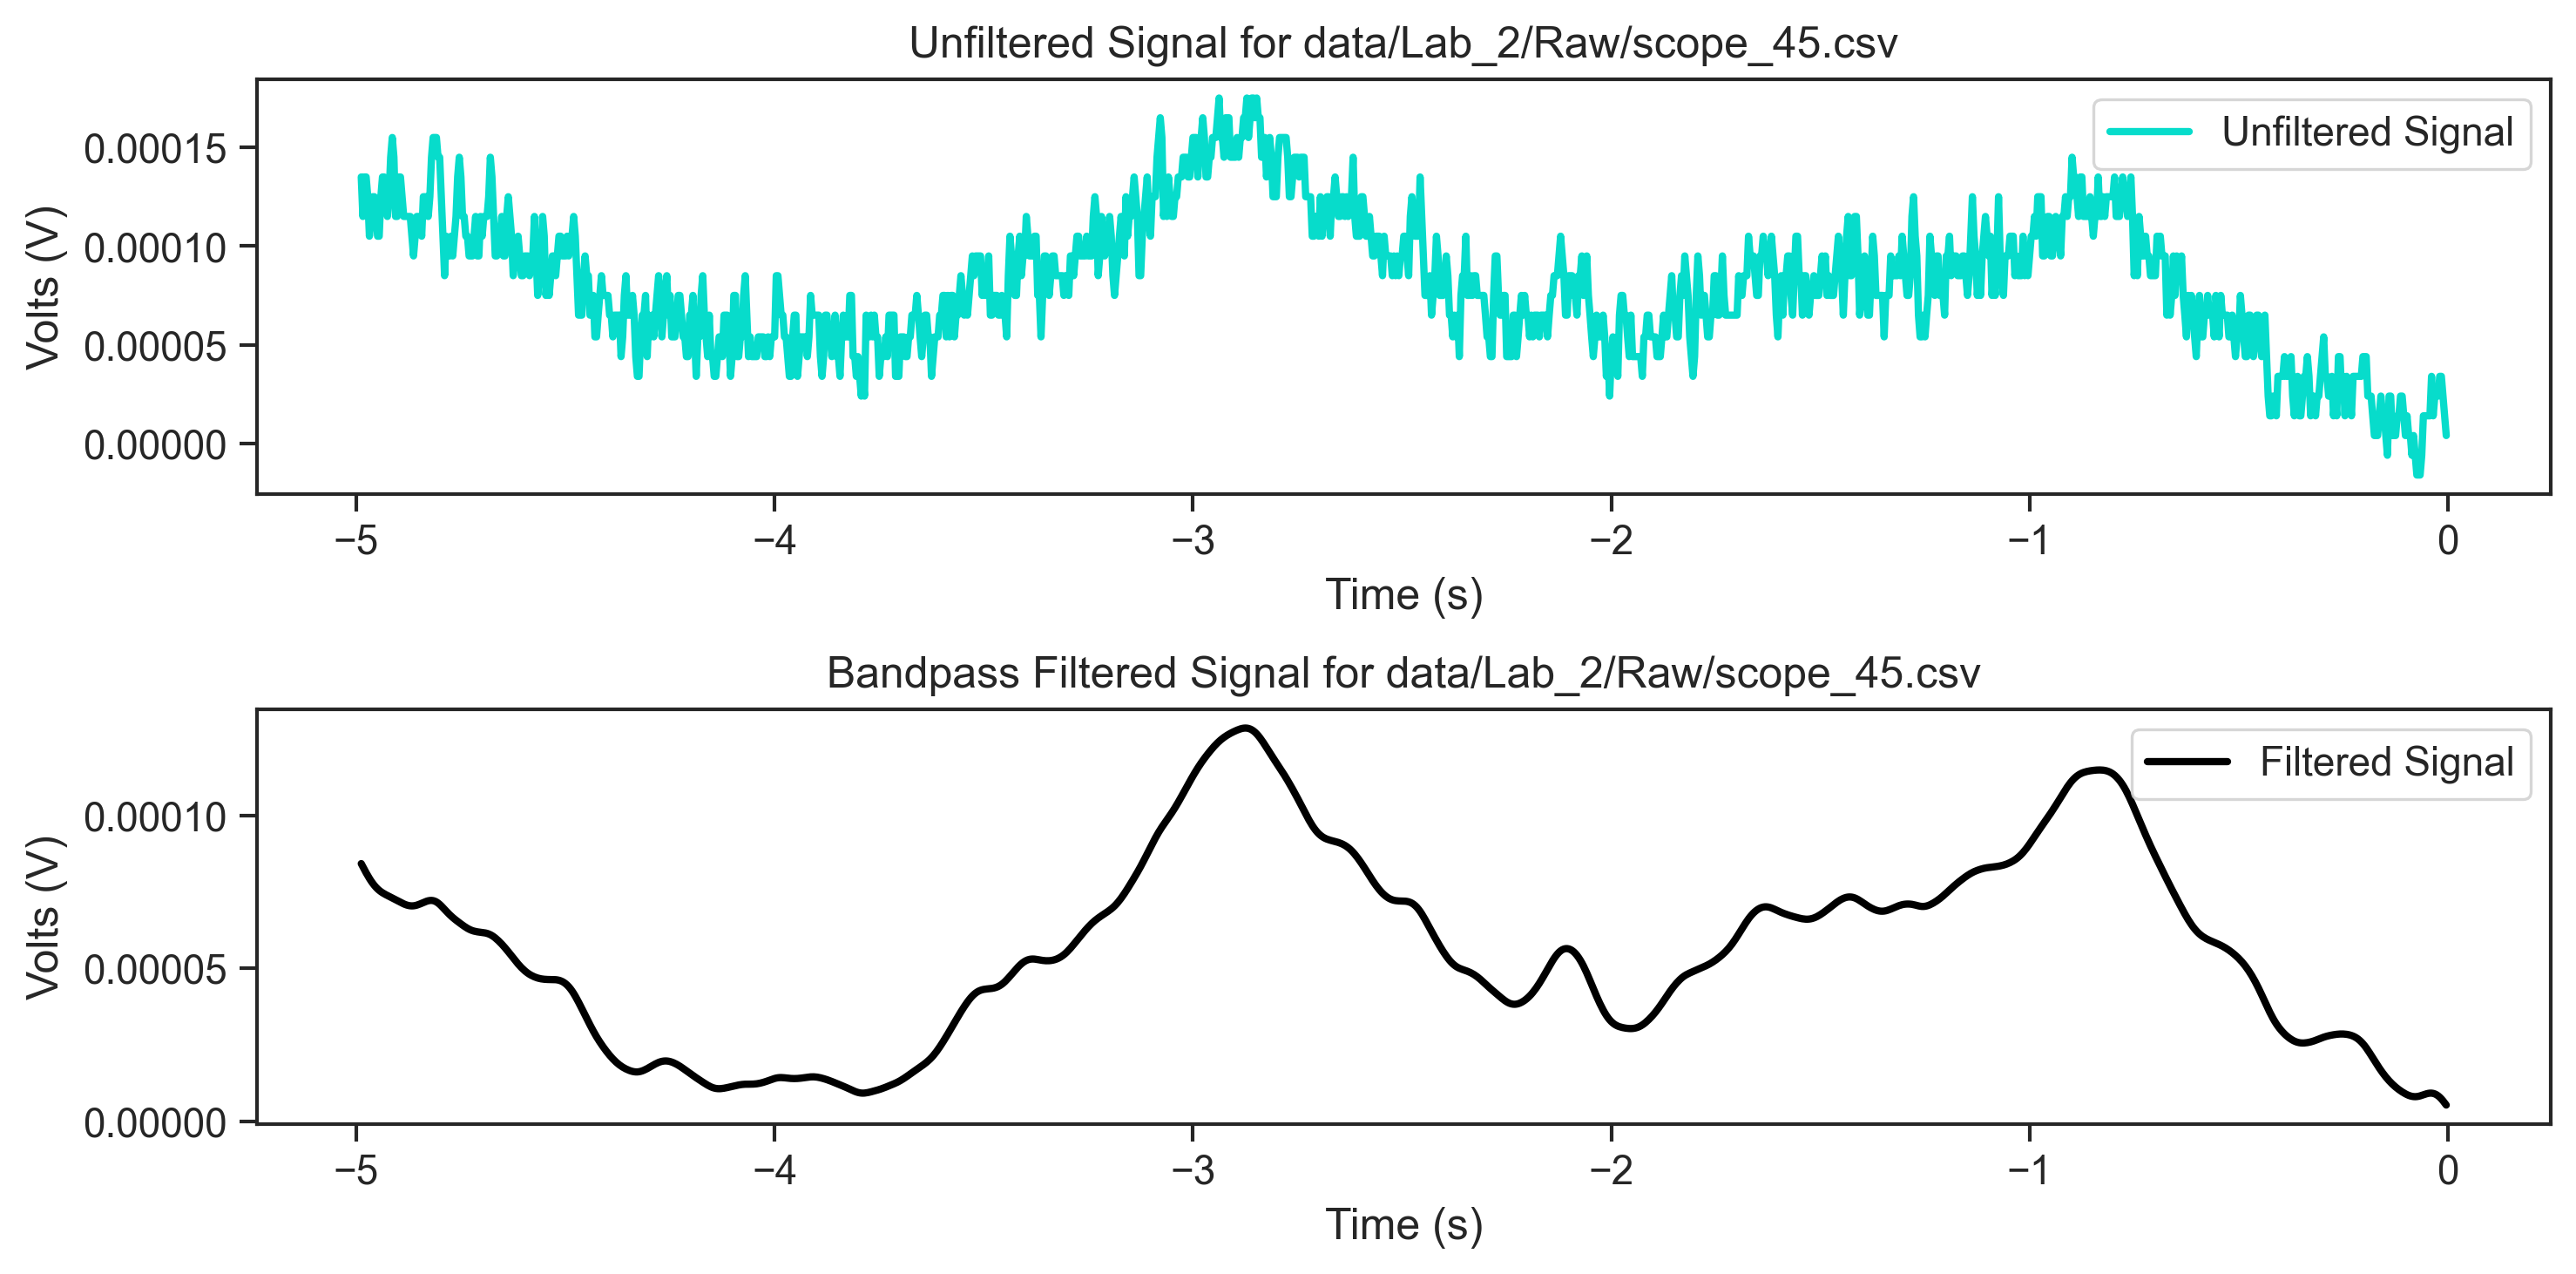 Unfiltered Signal for data/Lab_2/Raw/scope_45.csv
Unfiltered Signal
Volts (V)
0.00015
0.00010
0.00005
0.00000
−5 −4 −3 −2 −1 0
Time (s)
Bandpass Filtered Signal for data/Lab_2/Raw/scope_45.csv
Filtered Signal
Volts (V)
0.00010
0.00005
0.00000
−5 −4 −3 −2 −1 0
Time (s)